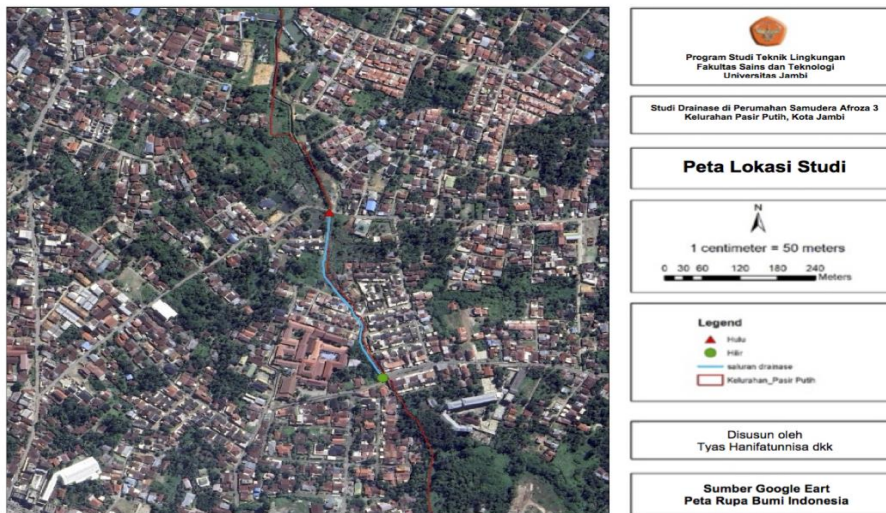 Program Studi Teknik Lingkungan
Fakultas Sains dan Teknologi
Universitas Jambi
Studi Drainase di Perumahan Samudera Afroza 3
Kelurahan Pasir Putih, Kota Jambi
Peta Lokasi Studi
N
1 centimeter = 50 meters
0 30 60 120 180 240
Meters
Legend
Hulu
Hilir
saluran drainase
Kelurahan_Pasir Putih
Disusun oleh
Tyas Hanifatunnisa dkk
Sumber Google Eart
Peta Rupa Bumi Indonesia